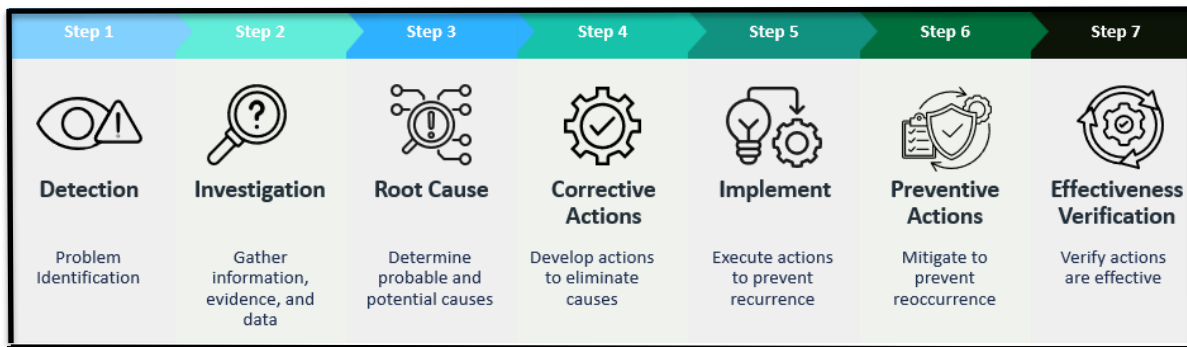 Step 1
Step 2
Step 3
Step 4
Step 5
Step 6
Step 7
Detection
Investigation
Root Cause
Corrective
Actions
Implement
Preventive
Actions
Effectiveness
Verification
Problem
Identification
Gather
information,
evidence, and
data
Determine
probable and
potential causes
Develop actions
to eliminate
causes
Execute actions
to prevent
recurrence
Mitigate to
prevent
reoccurrence
Verify actions
are effective